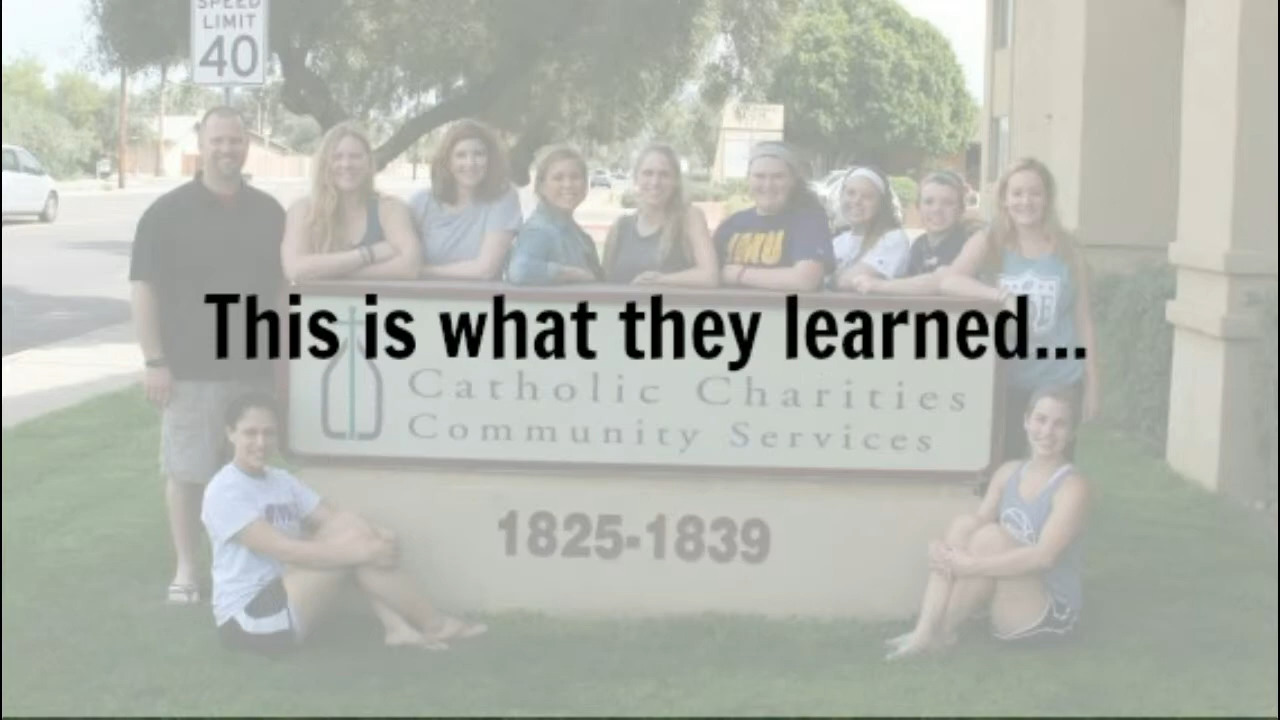 SPEED
LIMIT
40
This is what they learned...
Catholic Charities
Community Services
1825-1839